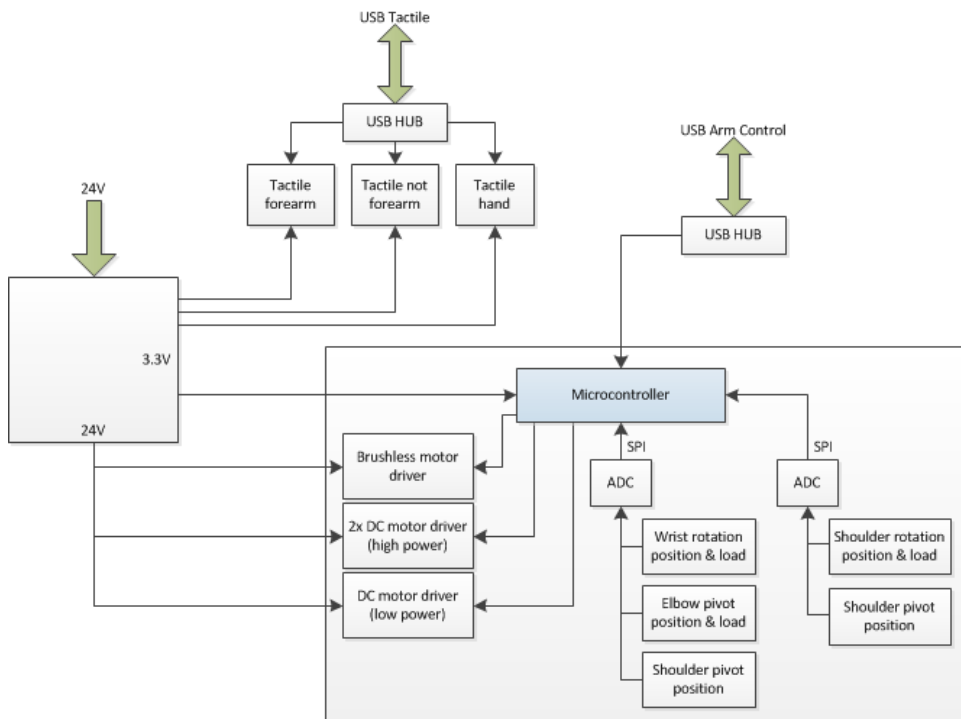 USB Tactile
USB HUB
USB Arm Control
Tactile
forearm
Tactile not
forearm
Tactile
hand
24V
USB HUB
3.3V
Microcontroller
24V
SPI
SPI
Brushless motor
driver
ADC
ADC
2x DC motor driver
(high power)
Wrist rotation
position & load
Shoulder rotation
position & load
DC motor driver
(low power)
Elbow pivot
position & load
Shoulder pivot
position
Shoulder pivot
position